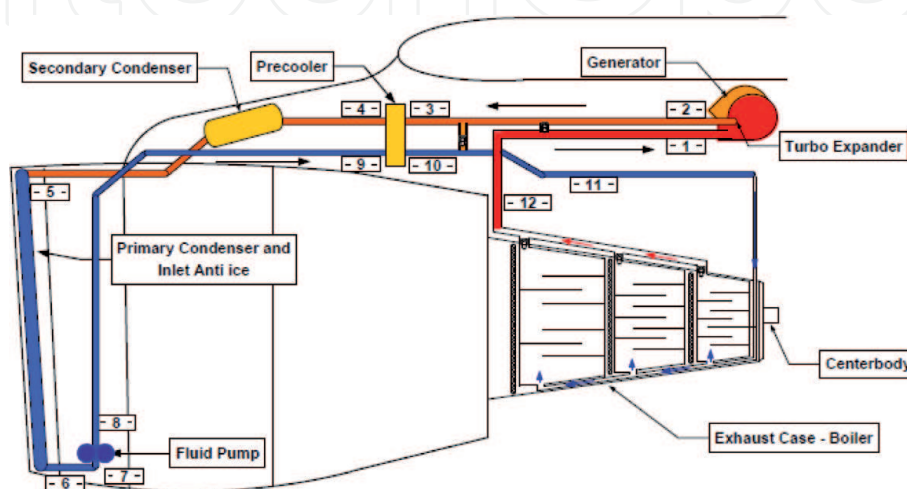 Secondary Condenser
Precooler
Generator
- 4 -
- 3 -
- 2 -
- 1 -
Turbo Expander
- 9 -
- 10 -
- 11 -
- 5 -
- 12 -
Primary Condenser and
Inlet Anti ice
Centerbody
- 8 -
Fluid Pump
Exhaust Case - Boiler
- 7 -
- 6 -